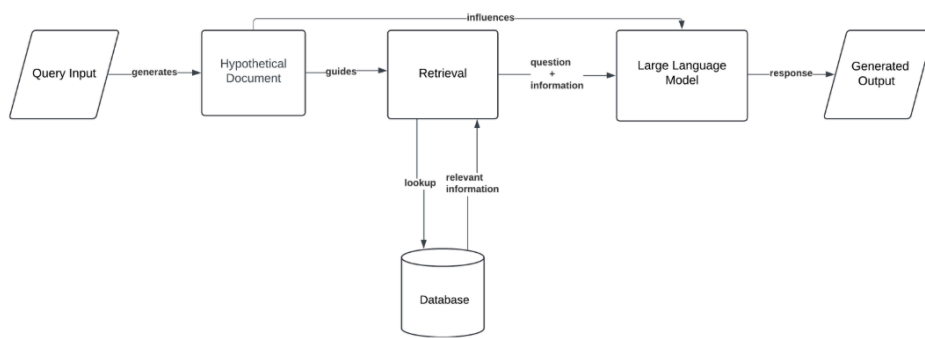 influences
Query Input
generates
Hypothetical
Document
guides
Retrieval
question
+
information
Large Language
Model
response
Generated
Output
lookup
relevant
information
Database